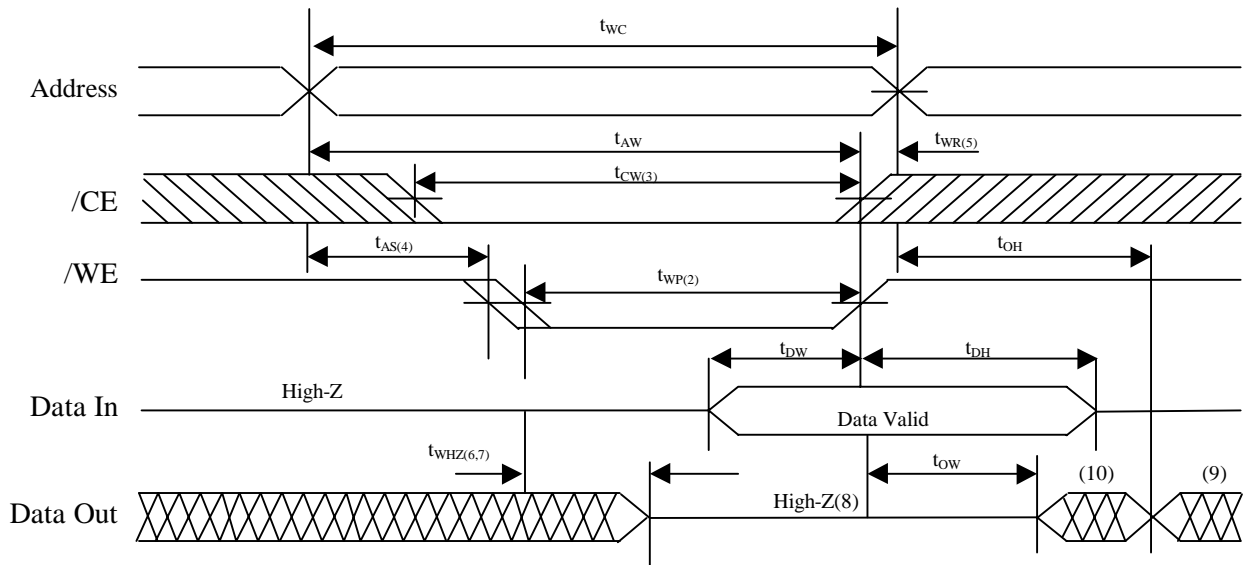 tWC
Address
tAW
tWR(5)
tCW(3)
/CE
tAS(4)
tOH
/WE
tWP(2)
tDW
tDH
High-Z
Data In
Data Valid
tWHZ(6,7)
tOW
(10)
(9)
High-Z(8)
Data Out